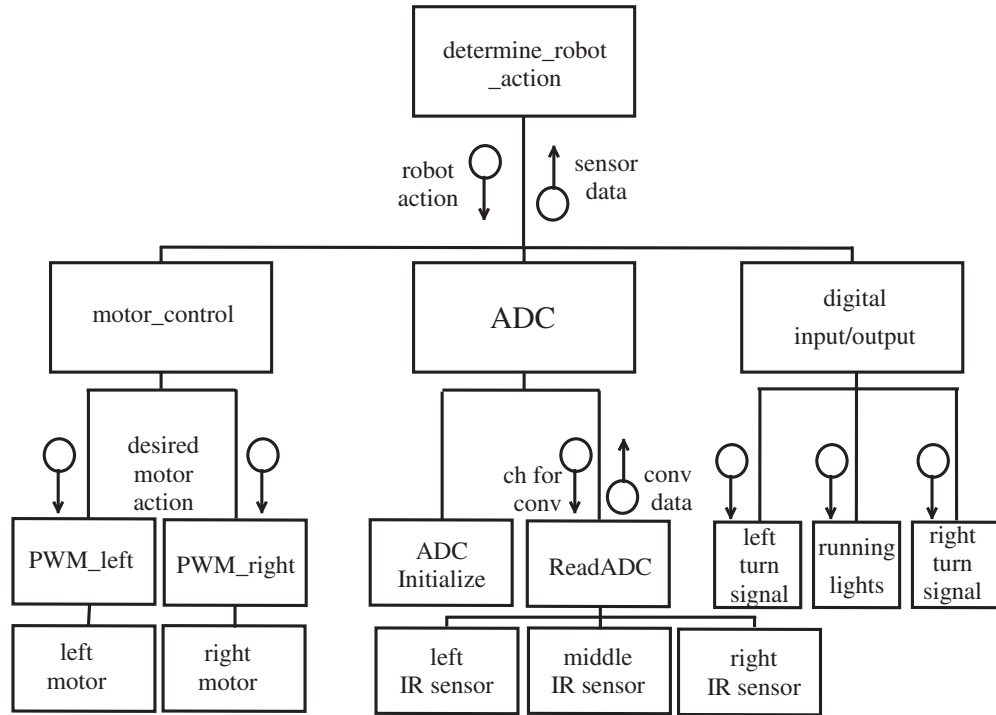 determine_robot
_action
robot
action
sensor
data
motor_control
ADC
digital
input/output
desired
motor
action
ch for
conv
conv
data
PWM_left
PWM_right
ADC
Initialize
ReadADC
left
turn
signal
running
lights
right
turn
signal
left
motor
right
motor
left
IR sensor
middle
IR sensor
right
IR sensor